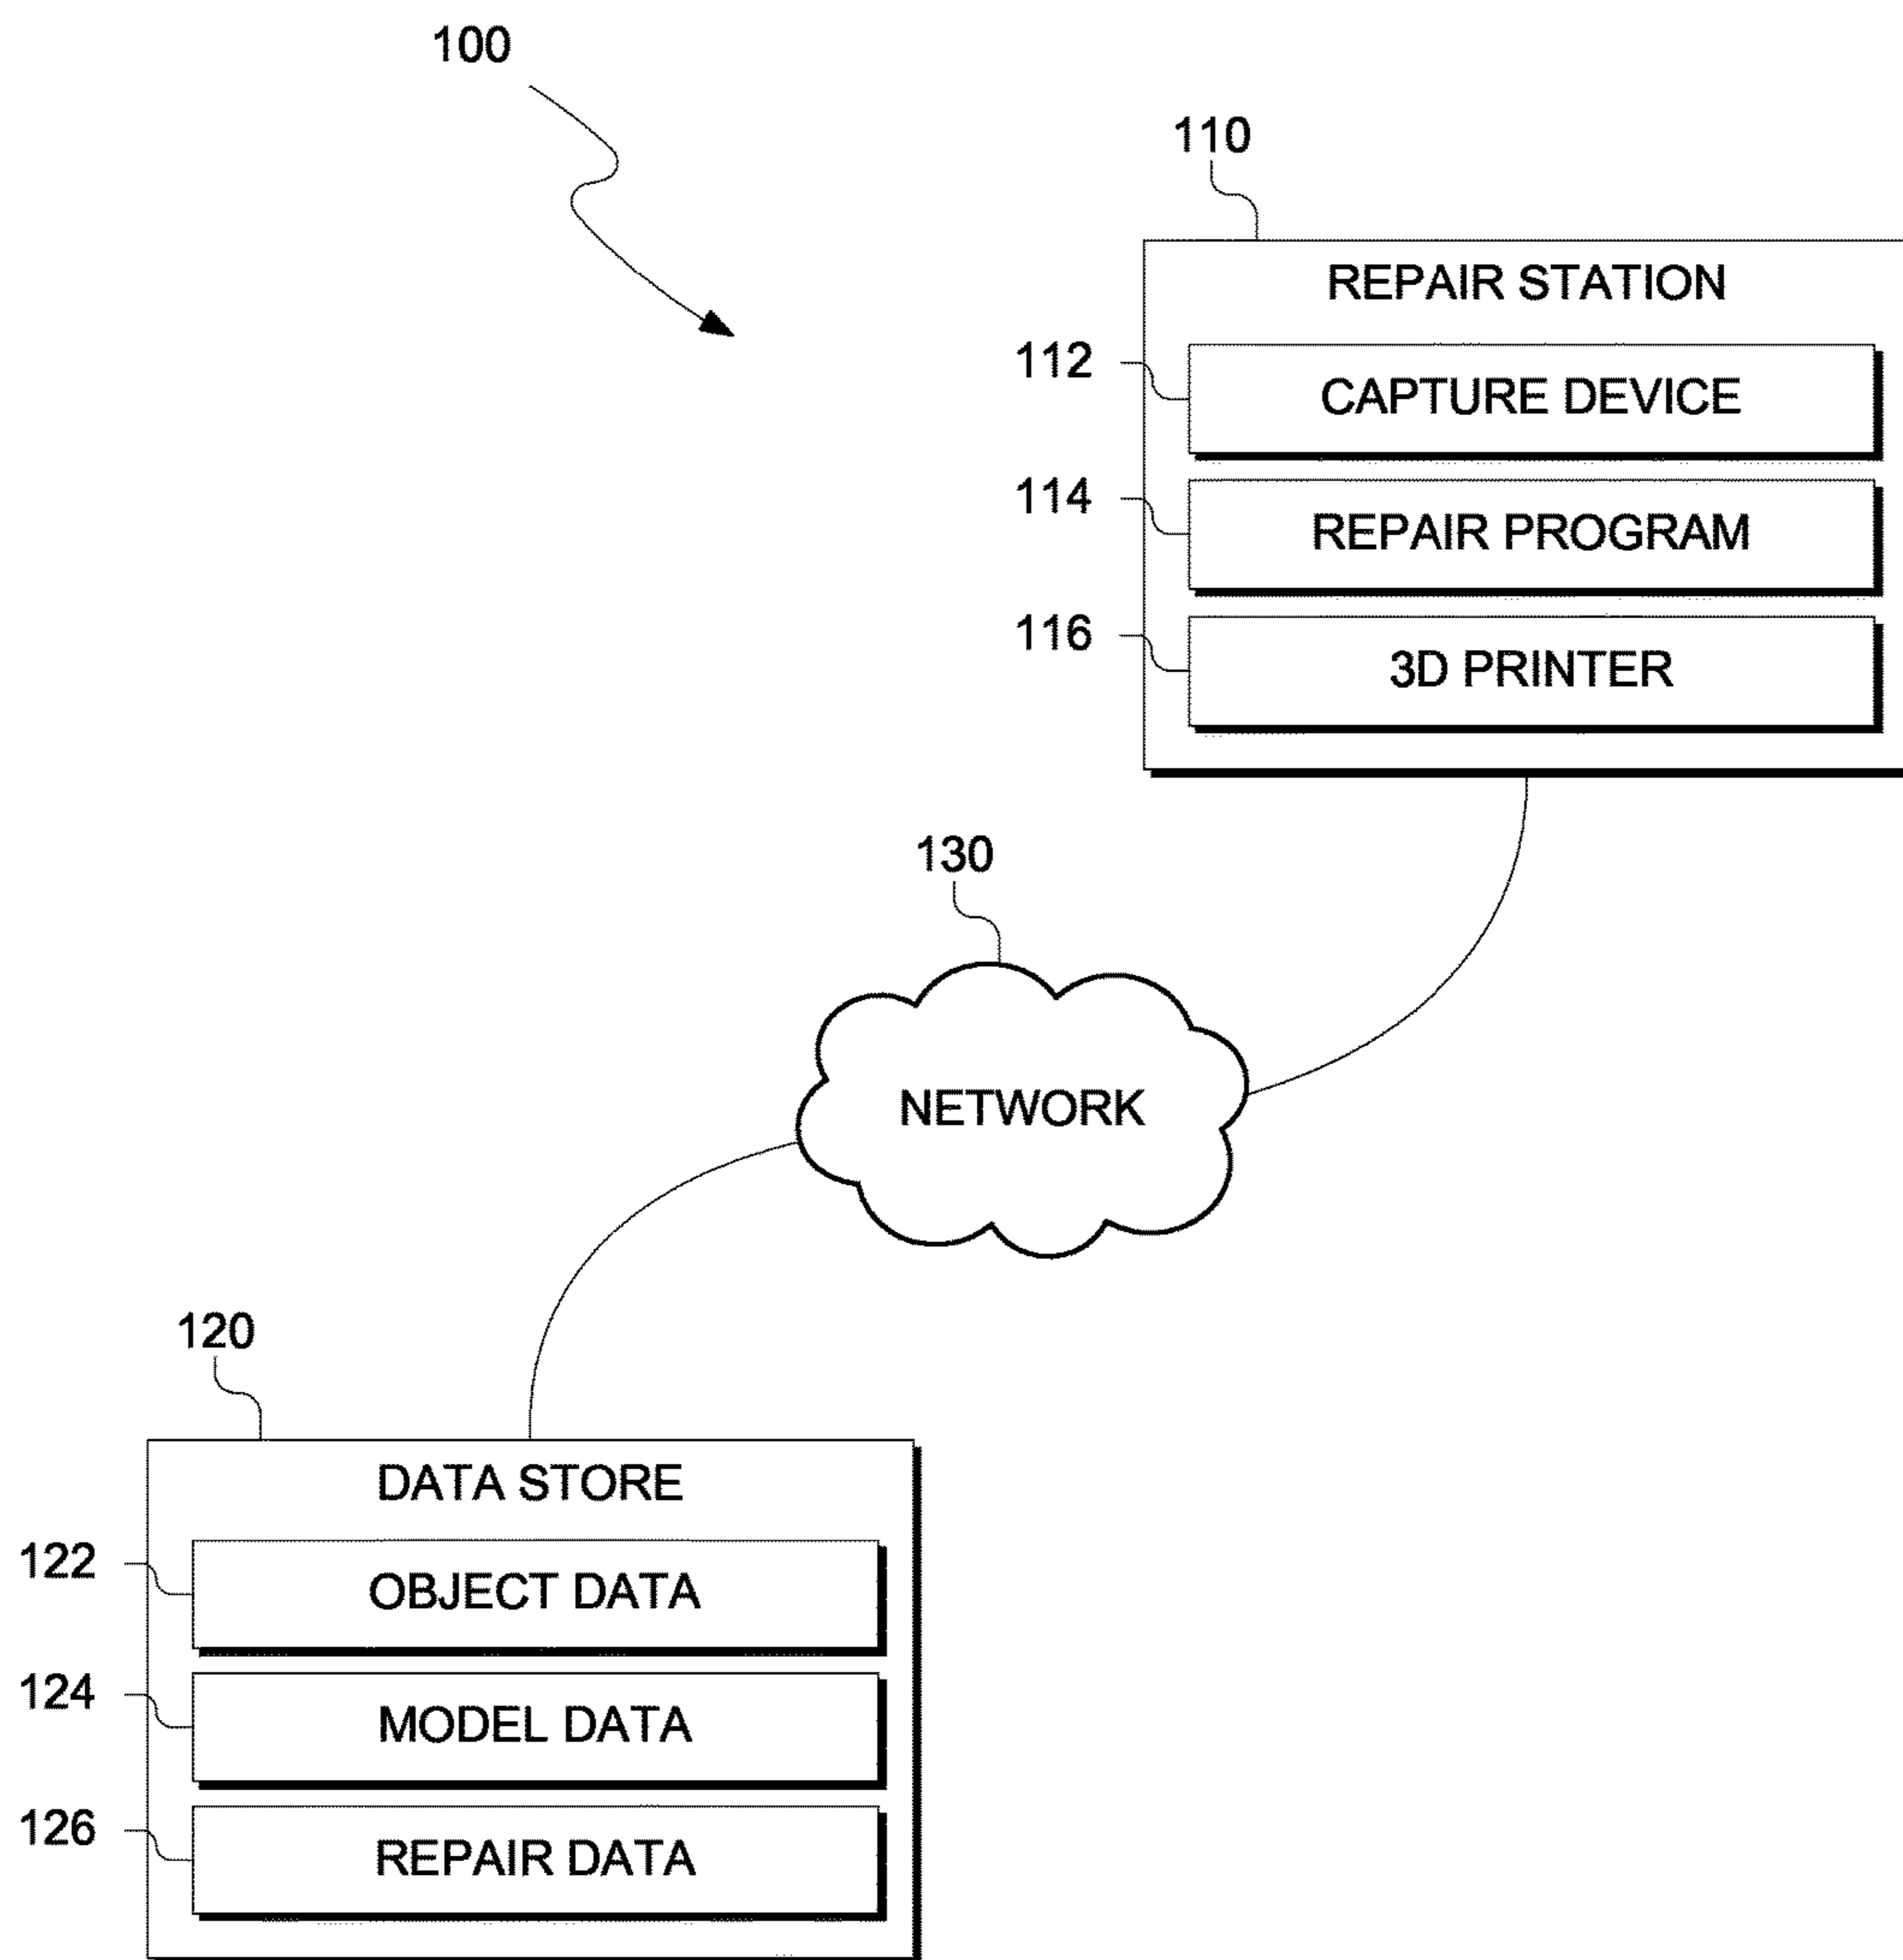 100
110
REPAIR STATION
112
CAPTURE DEVICE
114
REPAIR PROGRAM
116
3D PRINTER
130
NETWORK
120
DATA STORE
122
OBJECT DATA
124
MODEL DATA
126
REPAIR DATA